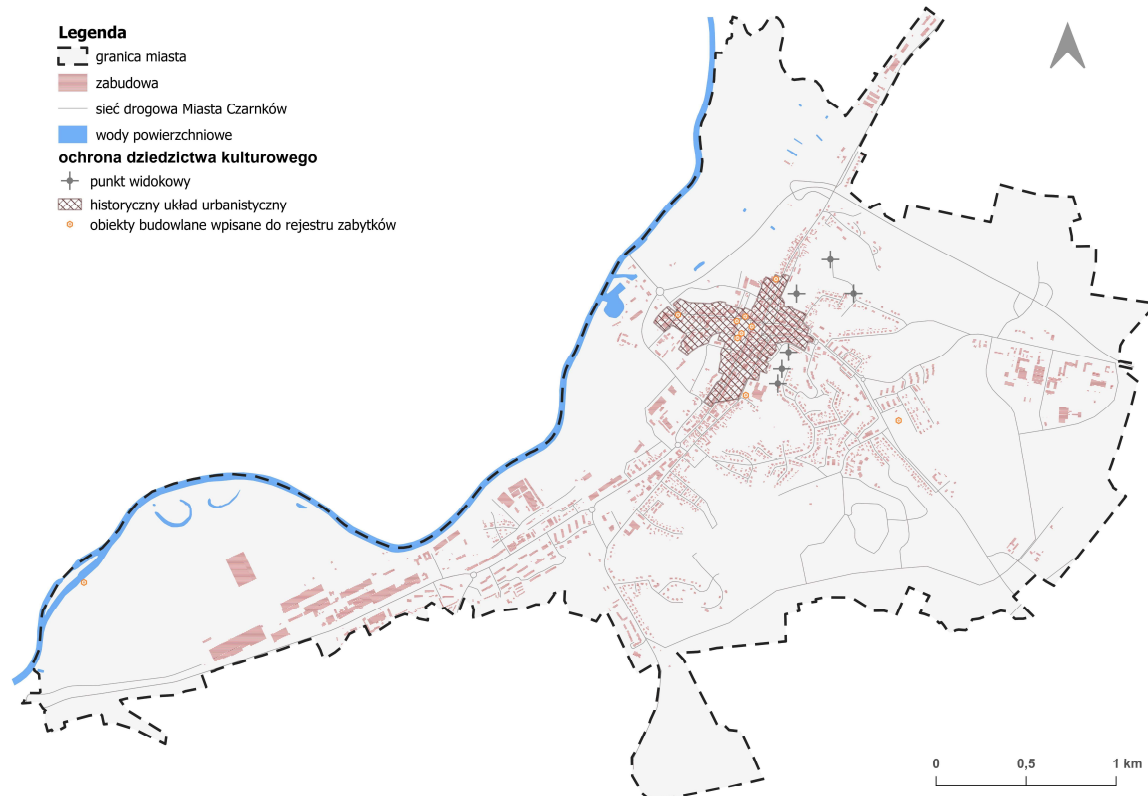 Legenda
granica miasta
zabudowa
sieć drogowa Miasta Czarnków
wody powierzchniowe
ochrona dziedzictwa kulturowego
punkt widokowy
historyczny układ urbanistyczny
obiekty budowlane wpisane do rejestru zabytków
0 0,5 1 km